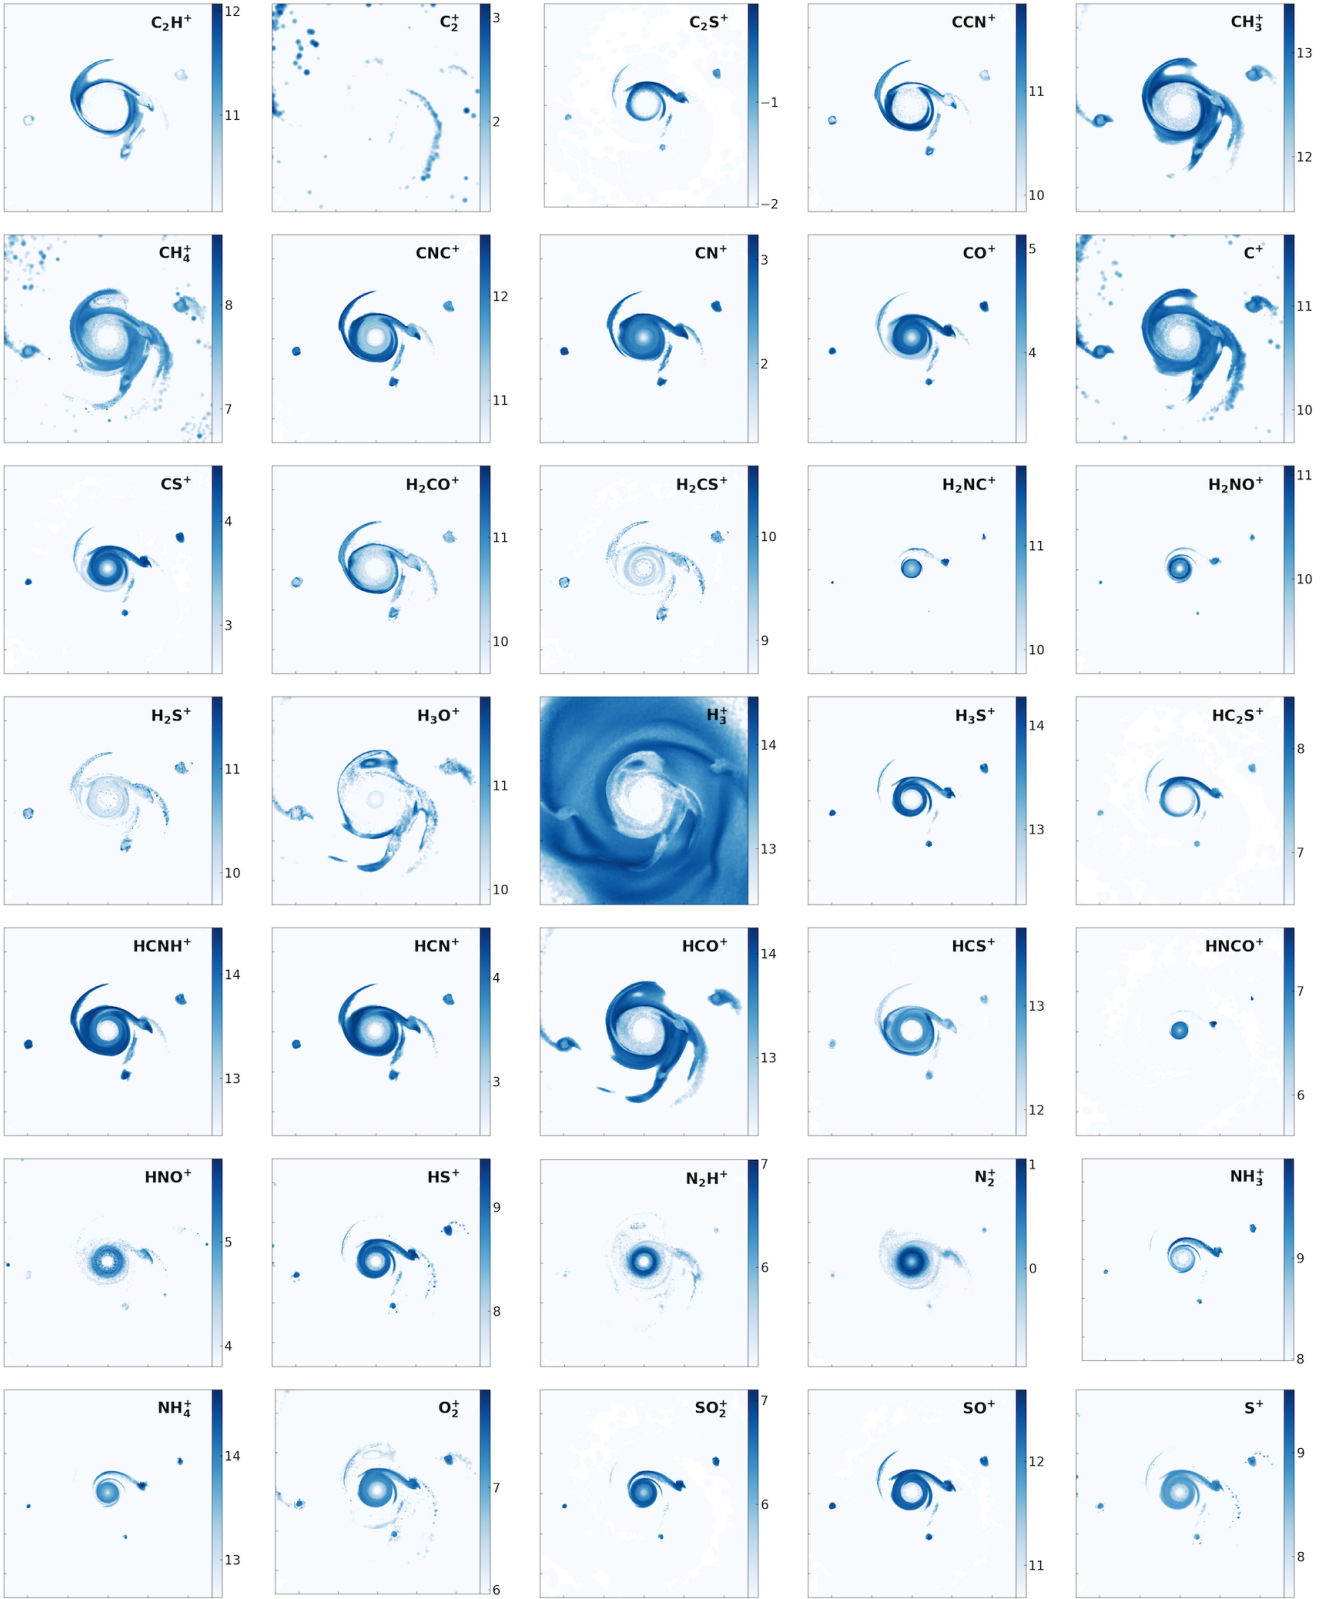 C₂H⁺ 12 11
C₂⁺ 3 2
C₂S⁺ −1 −2
CCN⁺ 11 10
CH₃⁺ 13 12
CH₄⁺ 8 7
CNC⁺ 12 11
CN⁺ 3 2
CO⁺ 5 4
C⁺ 11 10
CS⁺ 4 3
H₂CO⁺ 11 10
H₂CS⁺ 10 9
H₂NC⁺ 11 10
H₂NO⁺ 11 10
H₂S⁺ 11 10
H₃O⁺ 11 10
H₃⁺ 14 13
H₃S⁺ 14 13
HC₂S⁺ 8 7
HCNH⁺ 14 13
HCN⁺ 4 3
HCO⁺ 14 13
HCS⁺ 13 12
HNCO⁺ 7 6
HNO⁺ 5 4
HS⁺ 9 8
N₂H⁺ 7 6
N₂⁺ 1 0
NH₃⁺ 9 8
NH₄⁺ 14 13
O₂⁺ 7 6
SO₂⁺ 7 6
SO⁺ 12 11
S⁺ 9 8